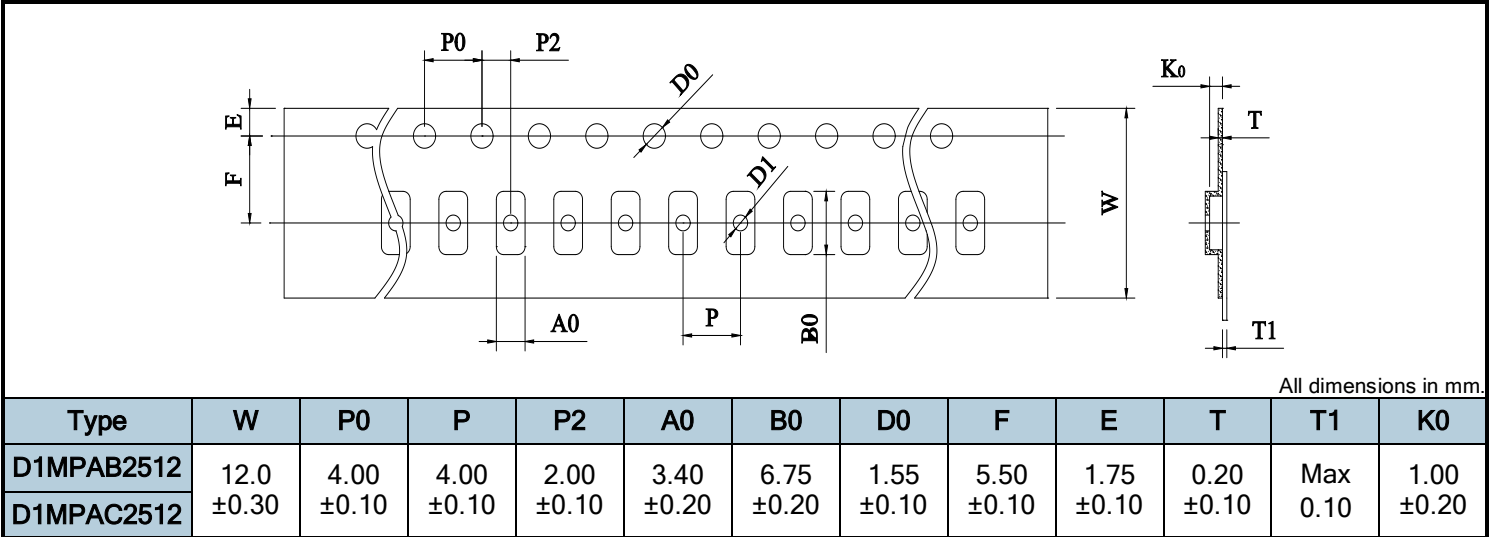 P0 P2
D0
K0
E
T
F
D1
W
A0
P
B0
T1
All dimensions in mm.
Type W P0 P P2 A0 B0 D0 F E T T1 K0
D1MPAB2512
D1MPAC2512
12.0 4.00 4.00 2.00 3.40 6.75 1.55 5.50 1.75 0.20 Max 1.00
±0.30 ±0.10 ±0.10 ±0.10 ±0.20 ±0.20 ±0.10 ±0.10 ±0.10 ±0.10 0.10 ±0.20